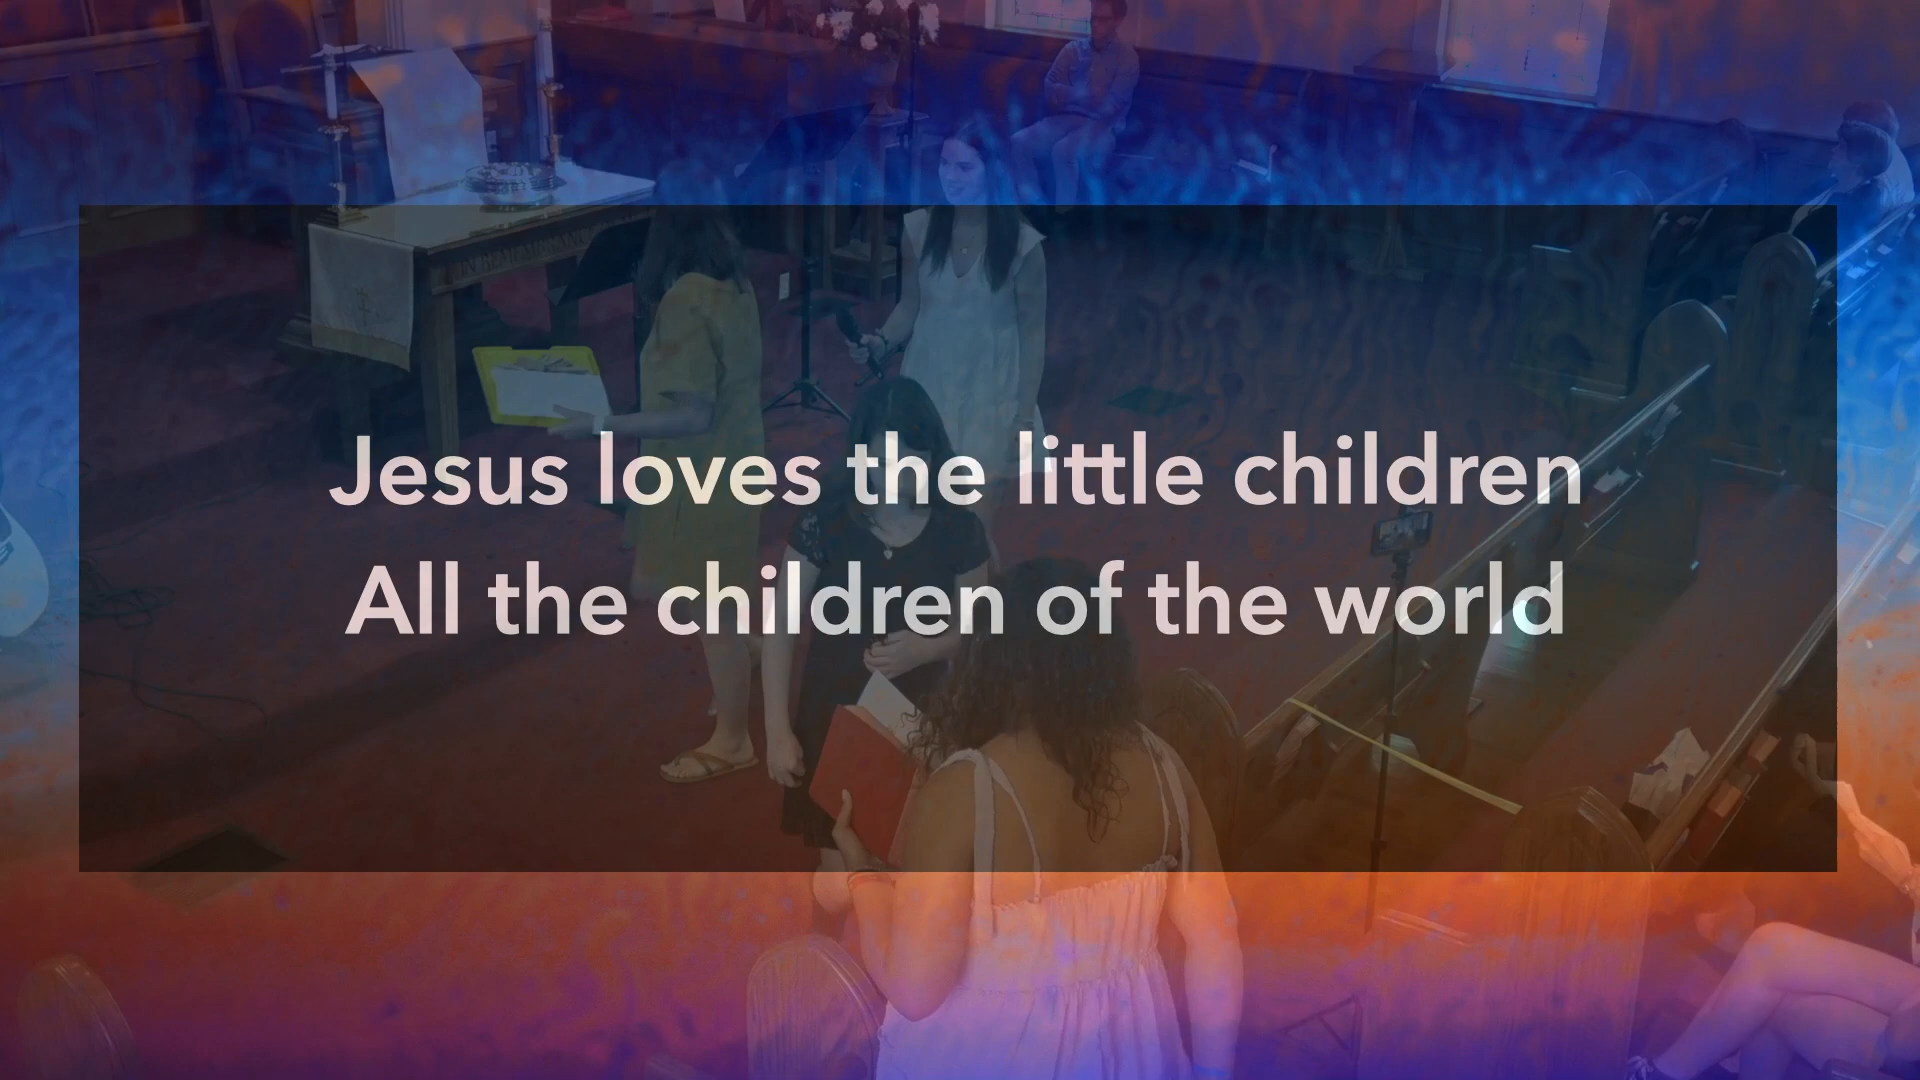 Jesus loves the little children
All the children of the world